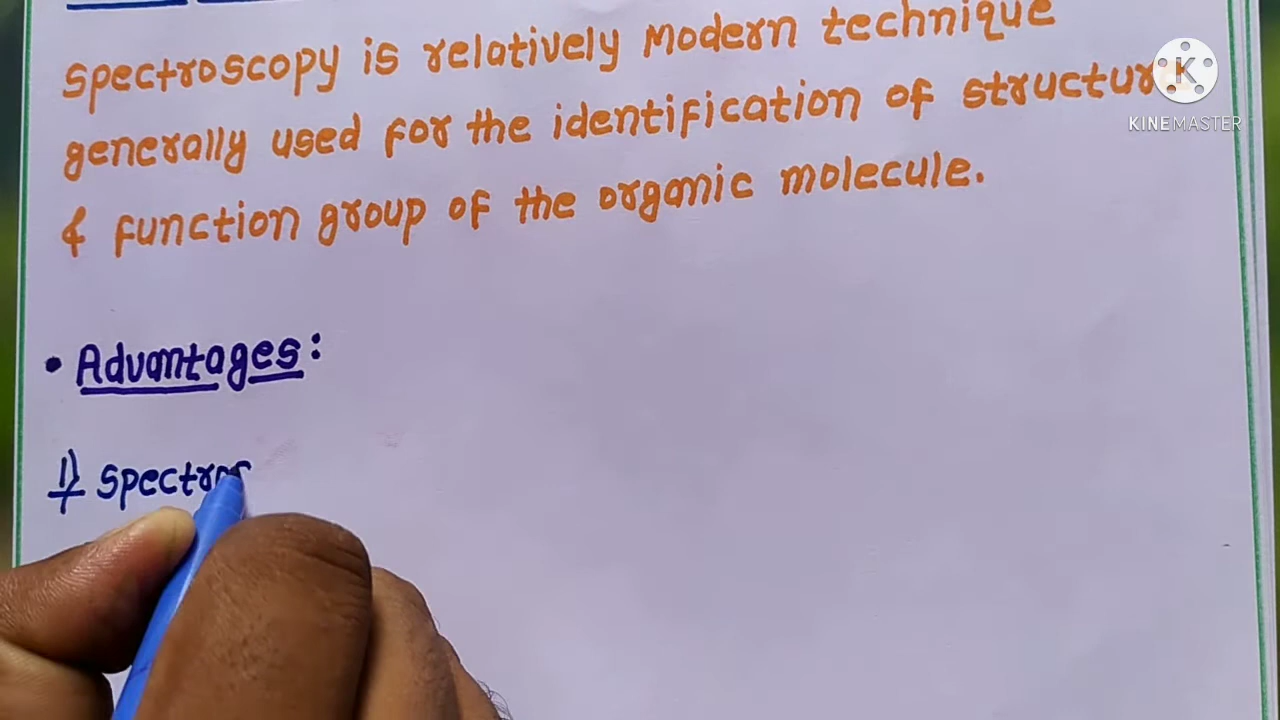 spectroscopy is relatively Modern technique
generally used for the identification of structure
& function group of the organic molecule.
• Advantages:
1) spectros
K
KINEMASTER